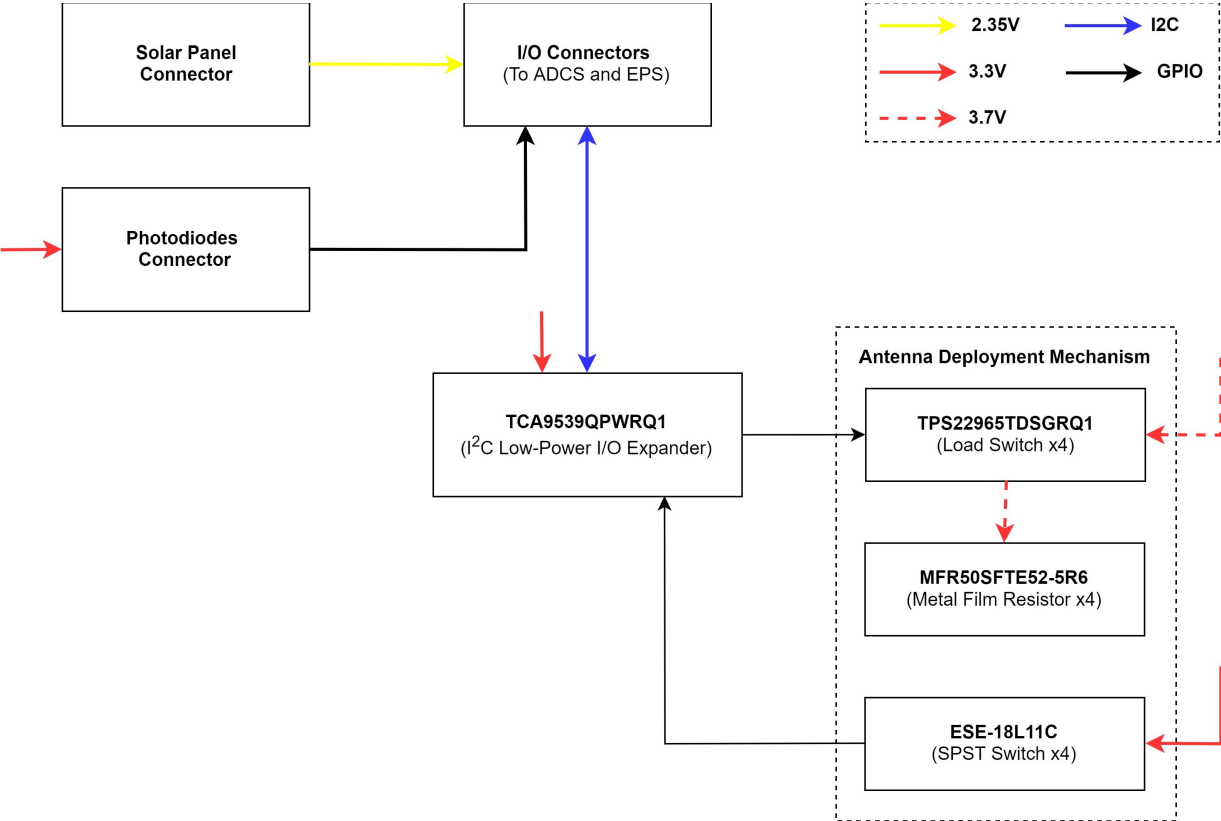 Solar Panel
Connector
I/O Connectors
(To ADCS and EPS)
2.35V
I2C
3.3V
GPIO
3.7V
Photodiodes
Connector
Antenna Deployment Mechanism
TCA9539QPWRQ1
(I²C Low-Power I/O Expander)
TPS22965TDSGRQ1
(Load Switch x4)
MFR50SFTE52-5R6
(Metal Film Resistor x4)
ESE-18L11C
(SPST Switch x4)